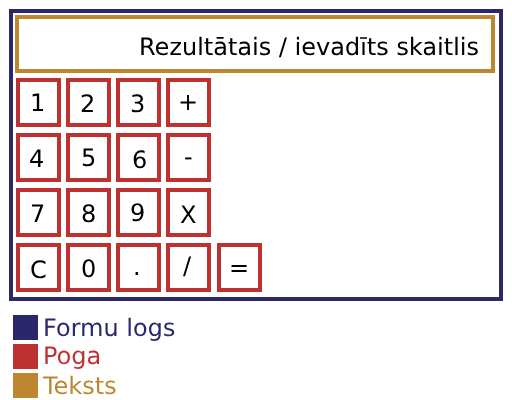 Rezultātais / ievadīts skaitlis
1 2 3 +
4 5 6 -
7 8 9 X
C 0 . / =
Formu logs
Poga
Teksts